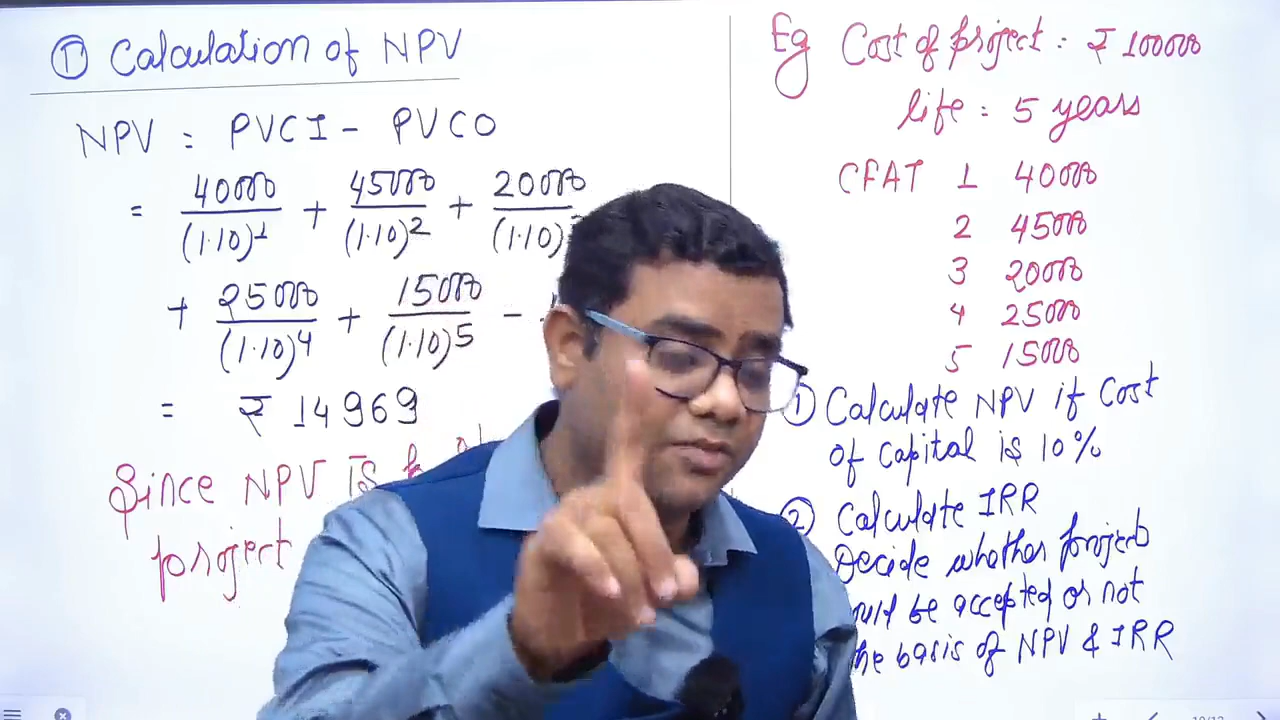 ① Calculation of NPV
NPV = PVCI - PVCO
= 40000/(1.10)^1 + 45000/(1.10)^2 + 20000/(1.10)
+ 25000/(1.10)^4 + 15000/(1.10)^5 -
= ₹ 14969
Since NPV is
project
Eg Cost of project = ₹ 100000
life = 5 years
CFAT 1 40000
2 45000
3 20000
4 25000
5 15000
① Calculate NPV if Cost
of capital is 10%
② Calculate IRR
Decide whether project
be accepted or not
basis of NPV & IRR